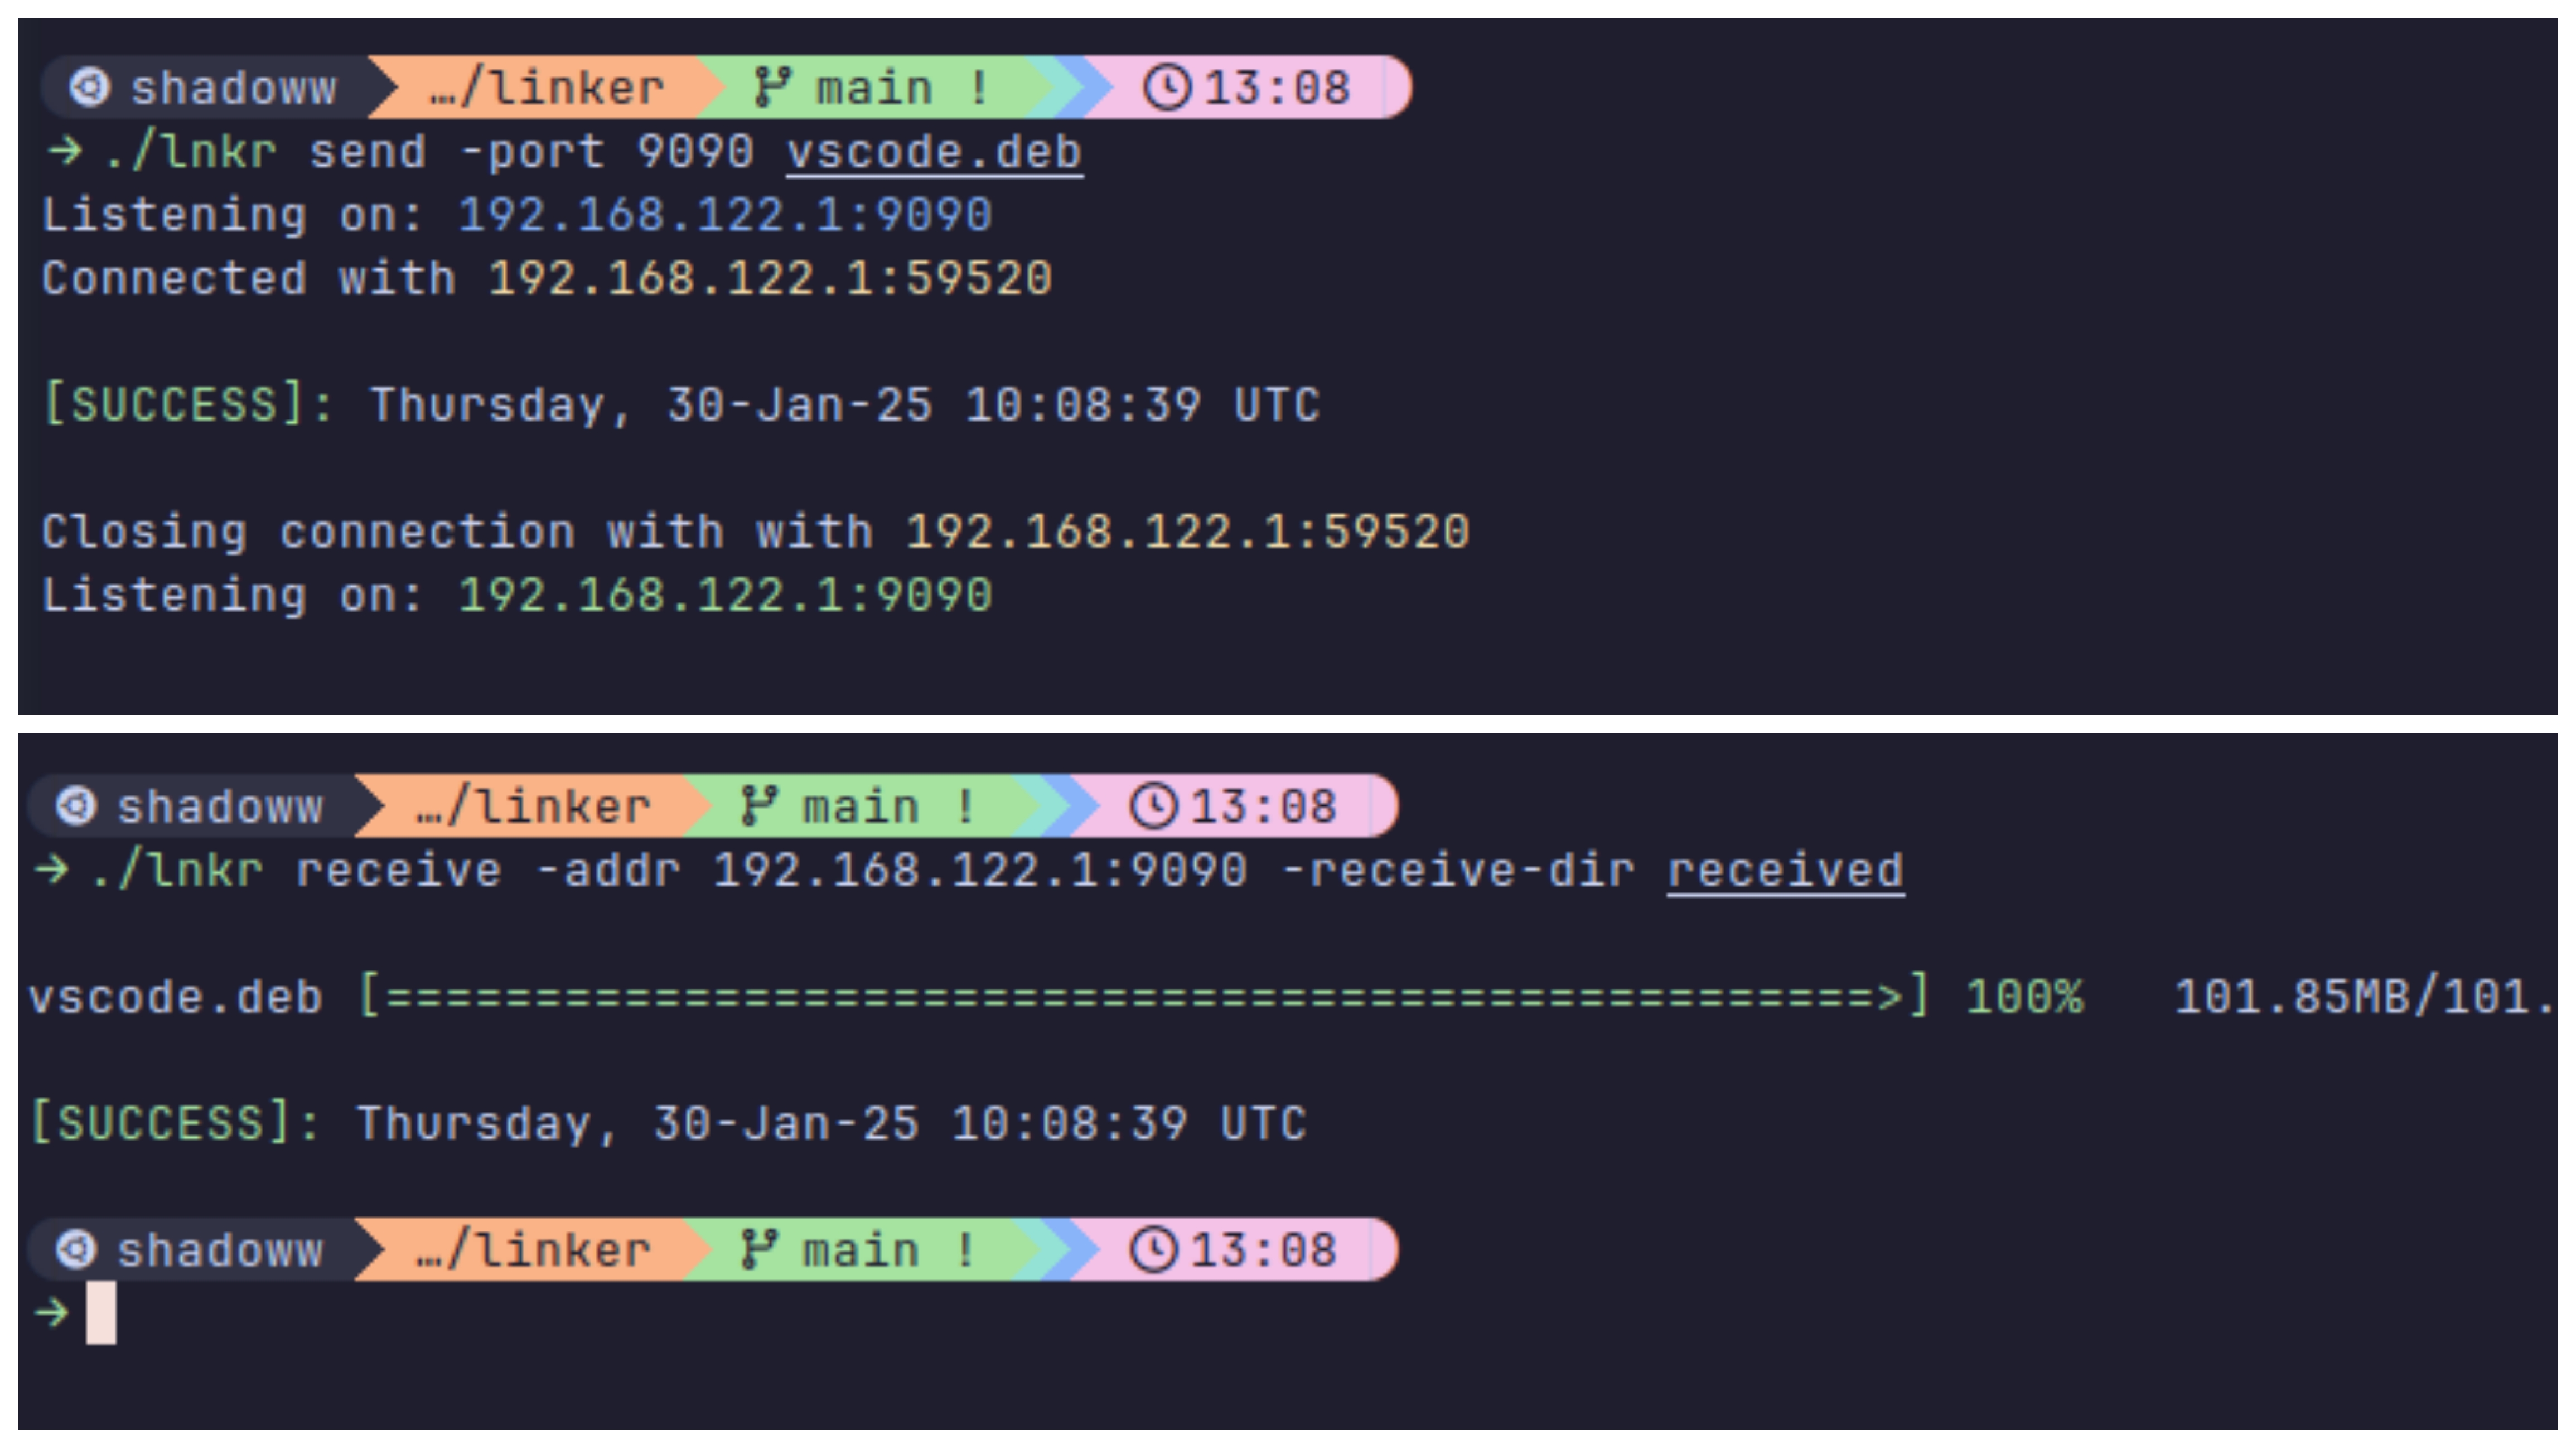 shadoww …/linker main ! 13:08
→ ./lnkr send -port 9090 vscode.deb
Listening on: 192.168.122.1:9090
Connected with 192.168.122.1:59520
[SUCCESS]: Thursday, 30-Jan-25 10:08:39 UTC
Closing connection with with 192.168.122.1:59520
Listening on: 192.168.122.1:9090
shadoww …/linker main ! 13:08
→ ./lnkr receive -addr 192.168.122.1:9090 -receive-dir received
vscode.deb [==================================================>] 100% 101.85MB/101.
[SUCCESS]: Thursday, 30-Jan-25 10:08:39 UTC
shadoww …/linker main ! 13:08
→